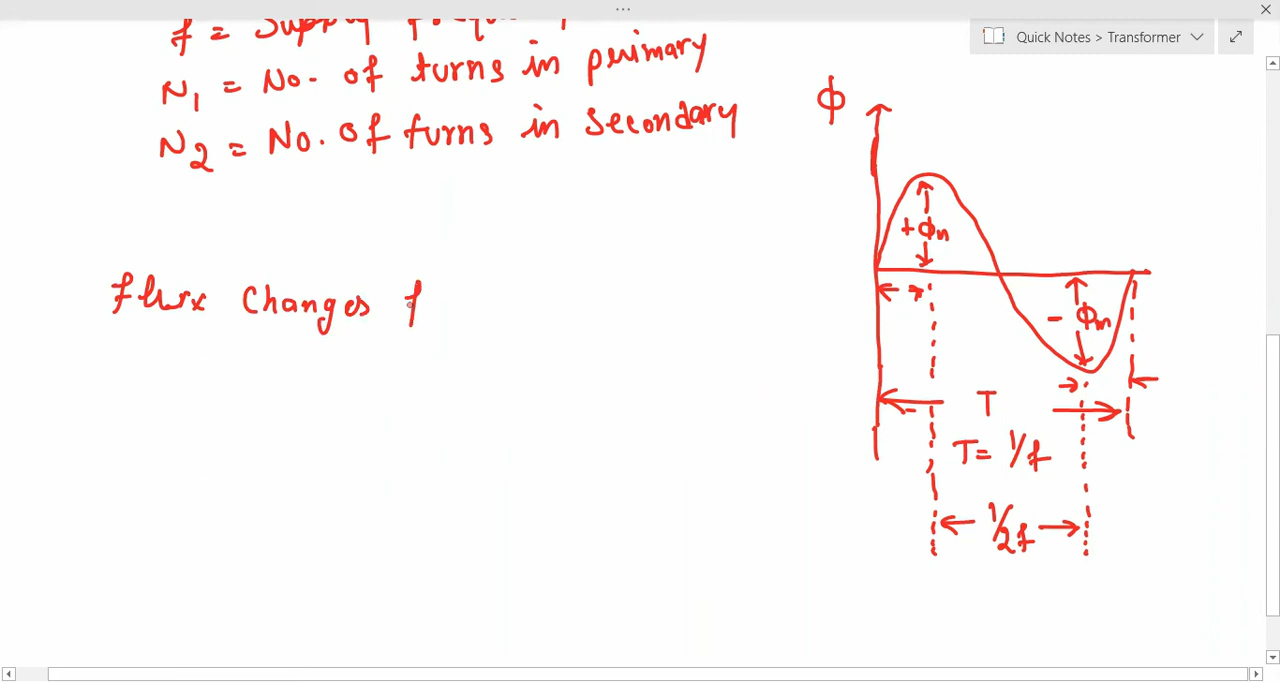 Quick Notes > Transformer
f = Supply
N1 = No. of turns in primary
N2 = No. of turns in secondary
Φ
+Φm
- Φm
flux Changes f
T
T = 1/f
1/2f